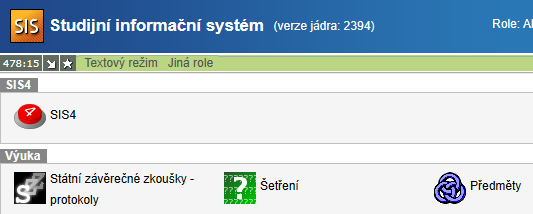 SIS Studijní informační systém (verze jádra: 2394) Role:
478:15 Textový režim Jiná role
SIS4
4 SIS4
Výuka
Státní závěrečné zkoušky - protokoly
? Šetření
Předměty